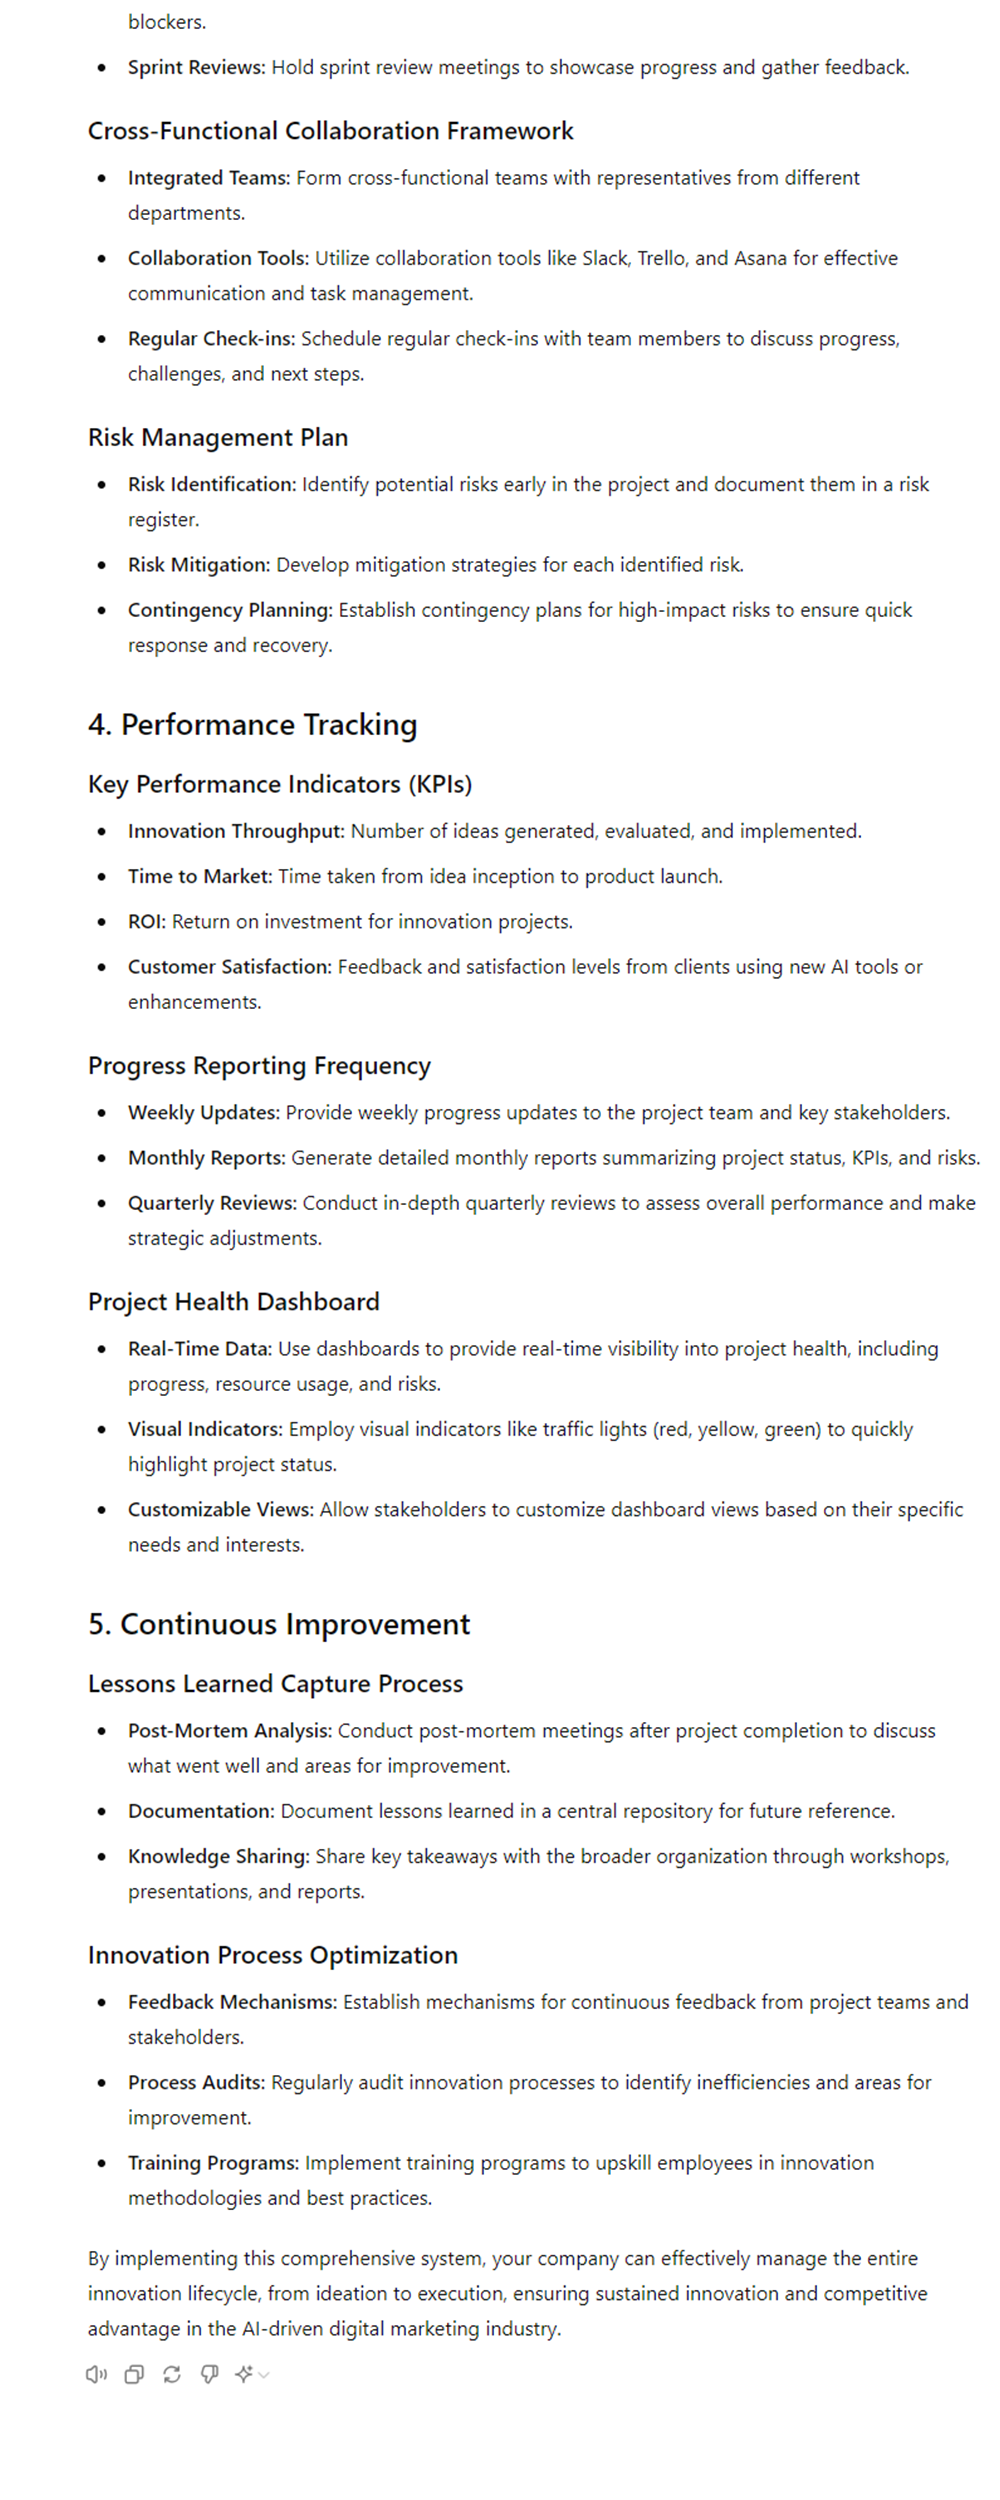 blockers.
Sprint Reviews: Hold sprint review meetings to showcase progress and gather feedback.
Cross-Functional Collaboration Framework
Integrated Teams: Form cross-functional teams with representatives from different
departments.
Collaboration Tools: Utilize collaboration tools like Slack, Trello, and Asana for effective
communication and task management.
Regular Check-ins: Schedule regular check-ins with team members to discuss progress,
challenges, and next steps.
Risk Management Plan
Risk Identification: Identify potential risks early in the project and document them in a risk
register.
Risk Mitigation: Develop mitigation strategies for each identified risk.
Contingency Planning: Establish contingency plans for high-impact risks to ensure quick
response and recovery.
4. Performance Tracking
Key Performance Indicators (KPIs)
Innovation Throughput: Number of ideas generated, evaluated, and implemented.
Time to Market: Time taken from idea inception to product launch.
ROI: Return on investment for innovation projects.
Customer Satisfaction: Feedback and satisfaction levels from clients using new AI tools or
enhancements.
Progress Reporting Frequency
Weekly Updates: Provide weekly progress updates to the project team and key stakeholders.
Monthly Reports: Generate detailed monthly reports summarizing project status, KPIs, and risks.
Quarterly Reviews: Conduct in-depth quarterly reviews to assess overall performance and make
strategic adjustments.
Project Health Dashboard
Real-Time Data: Use dashboards to provide real-time visibility into project health, including
progress, resource usage, and risks.
Visual Indicators: Employ visual indicators like traffic lights (red, yellow, green) to quickly
highlight project status.
Customizable Views: Allow stakeholders to customize dashboard views based on their specific
needs and interests.
5. Continuous Improvement
Lessons Learned Capture Process
Post-Mortem Analysis: Conduct post-mortem meetings after project completion to discuss
what went well and areas for improvement.
Documentation: Document lessons learned in a central repository for future reference.
Knowledge Sharing: Share key takeaways with the broader organization through workshops,
presentations, and reports.
Innovation Process Optimization
Feedback Mechanisms: Establish mechanisms for continuous feedback from project teams and
stakeholders.
Process Audits: Regularly audit innovation processes to identify inefficiencies and areas for
improvement.
Training Programs: Implement training programs to upskill employees in innovation
methodologies and best practices.
By implementing this comprehensive system, your company can effectively manage the entire
innovation lifecycle, from ideation to execution, ensuring sustained innovation and competitive
advantage in the AI-driven digital marketing industry.